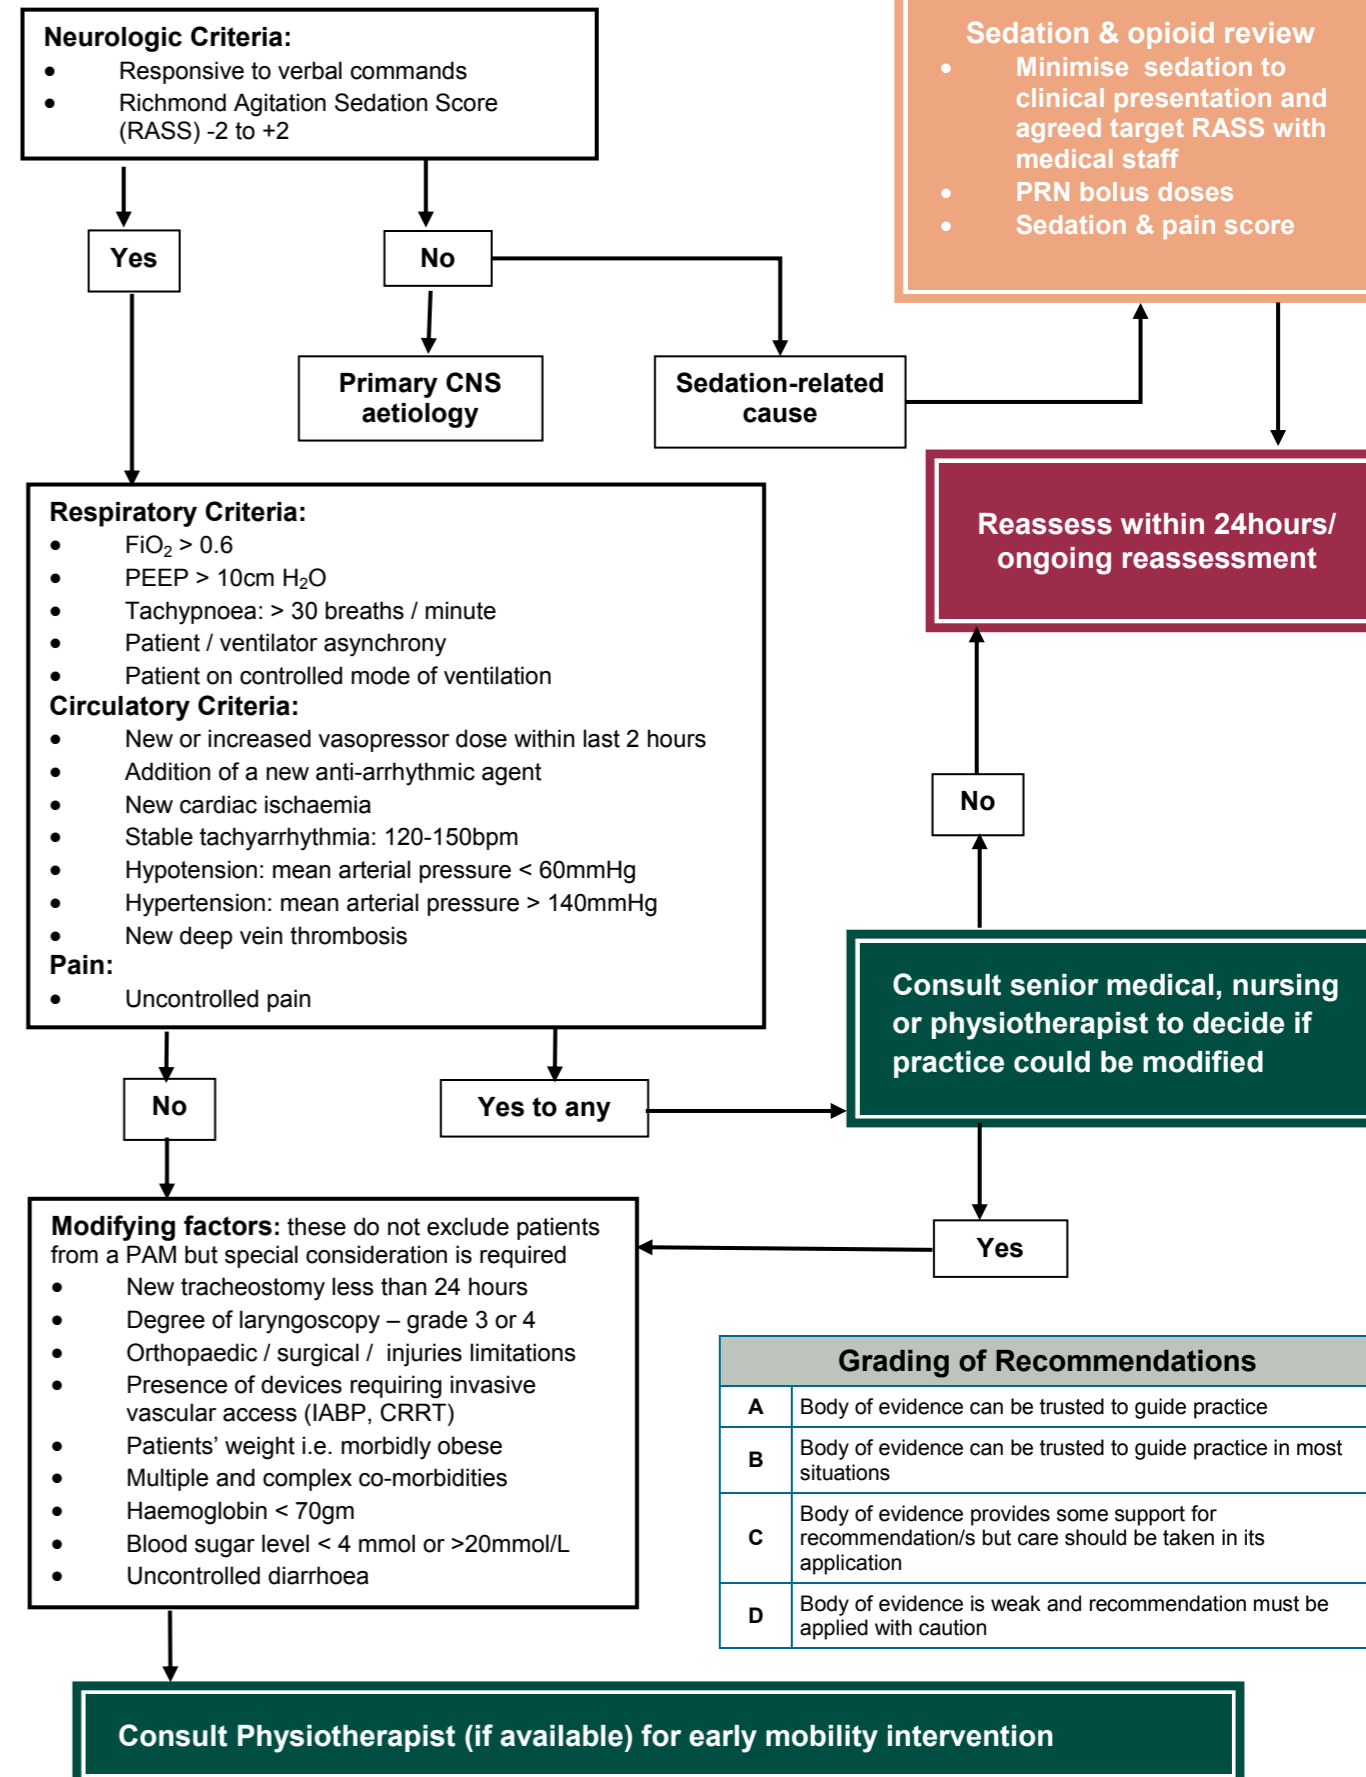 Neurologic Criteria:
• Responsive to verbal commands
• Richmond Agitation Sedation Score
(RASS) -2 to +2
Sedation & opioid review
• Minimise sedation to
clinical presentation and
agreed target RASS with
medical staff
• PRN bolus doses
• Sedation & pain score
Yes
No
Primary CNS
aetiology
Sedation-related
cause
Reassess within 24hours/
ongoing reassessment
Respiratory Criteria:
• FiO₂ > 0.6
• PEEP > 10cm H₂O
• Tachypnoea: > 30 breaths / minute
• Patient / ventilator asynchrony
• Patient on controlled mode of ventilation
Circulatory Criteria:
• New or increased vasopressor dose within last 2 hours
• Addition of a new anti-arrhythmic agent
• New cardiac ischaemia
• Stable tachyarrhythmia: 120-150bpm
• Hypotension: mean arterial pressure < 60mmHg
• Hypertension: mean arterial pressure > 140mmHg
• New deep vein thrombosis
Pain:
• Uncontrolled pain
No
Consult senior medical, nursing
or physiotherapist to decide if
practice could be modified
No
Yes to any
Yes
Modifying factors: these do not exclude patients
from a PAM but special consideration is required
• New tracheostomy less than 24 hours
• Degree of laryngoscopy – grade 3 or 4
• Orthopaedic / surgical / injuries limitations
• Presence of devices requiring invasive
vascular access (IABP, CRRT)
• Patients’ weight i.e. morbidly obese
• Multiple and complex co-morbidities
• Haemoglobin < 70gm
• Blood sugar level < 4 mmol or >20mmol/L
• Uncontrolled diarrhoea
Grading of Recommendations
A Body of evidence can be trusted to guide practice
B Body of evidence can be trusted to guide practice in most
situations
C Body of evidence provides some support for
recommendation/s but care should be taken in its
application
D Body of evidence is weak and recommendation must be
applied with caution
Consult Physiotherapist (if available) for early mobility intervention